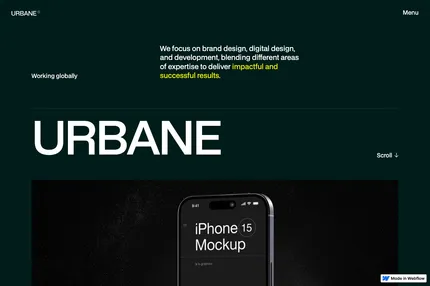 URBANE
Menu
We focus on brand design, digital design,
and development, blending different areas
of expertise to deliver impactful and
successful results.
Working globally
URBANE
Scroll ↓
9:41
iPhone 15
Mockup
Made in Webflow